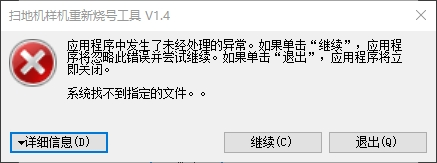 扫地机样机重新烧号工具 V1.4
应用程序中发生了未经处理的异常。如果单击“继续”，应用程
序将忽略此错误并尝试继续。如果单击“退出”，应用程序将立
即关闭。
系统找不到指定的文件。。
详细信息(D)
继续(C)
退出(Q)